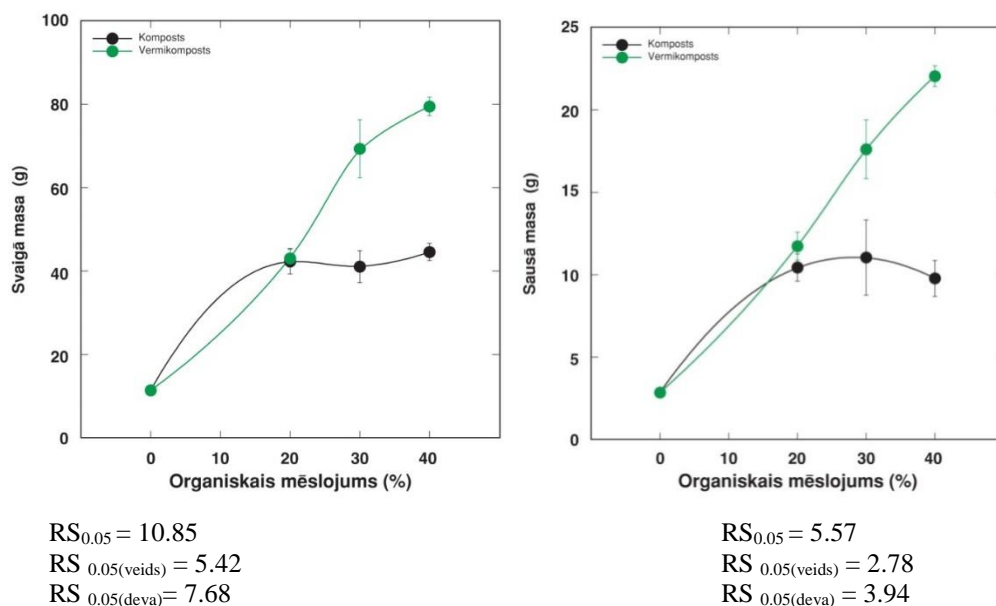 100
80
60
40
20
0
Svaigā masa (g)
Komposts
Vermikomposts
0 10 20 30 40
Organiskais mēslojums (%)
RS0.05 = 10.85
RS 0.05(veids) = 5.42
RS 0.05(deva)= 7.68
25
20
15
10
5
0
Sausā masa (g)
Komposts
Vermikomposts
0 10 20 30 40
Organiskais mēslojums (%)
RS0.05 = 5.57
RS 0.05(veids) = 2.78
RS 0.05(deva) = 3.94